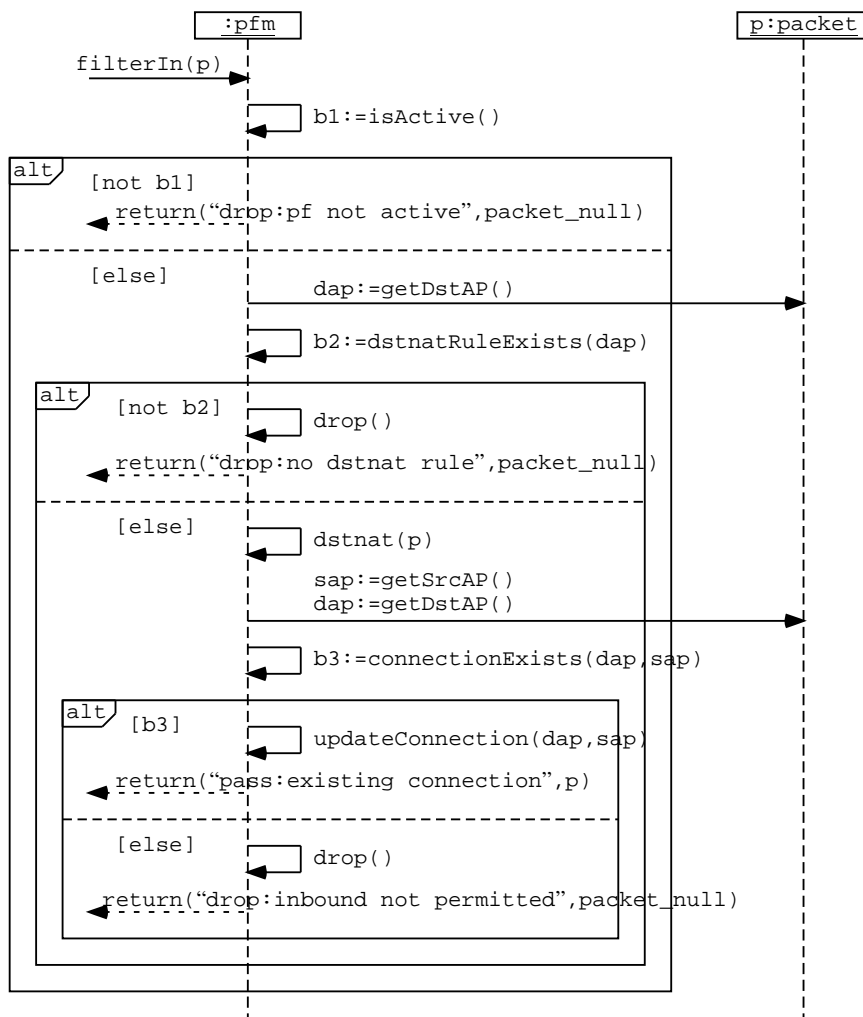 :pfm
p:packet
filterIn(p)
b1:=isActive()
alt
[not b1]
return(“drop:pf not active”,packet_null)
[else]
dap:=getDstAP()
b2:=dstnatRuleExists(dap)
alt
[not b2]
drop()
return(“drop:no dstnat rule”,packet_null)
[else]
dstnat(p)
sap:=getSrcAP()
dap:=getDstAP()
b3:=connectionExists(dap,sap)
alt
[b3]
updateConnection(dap,sap)
return(“pass:existing connection”,p)
[else]
drop()
return(“drop:inbound not permitted”,packet_null)